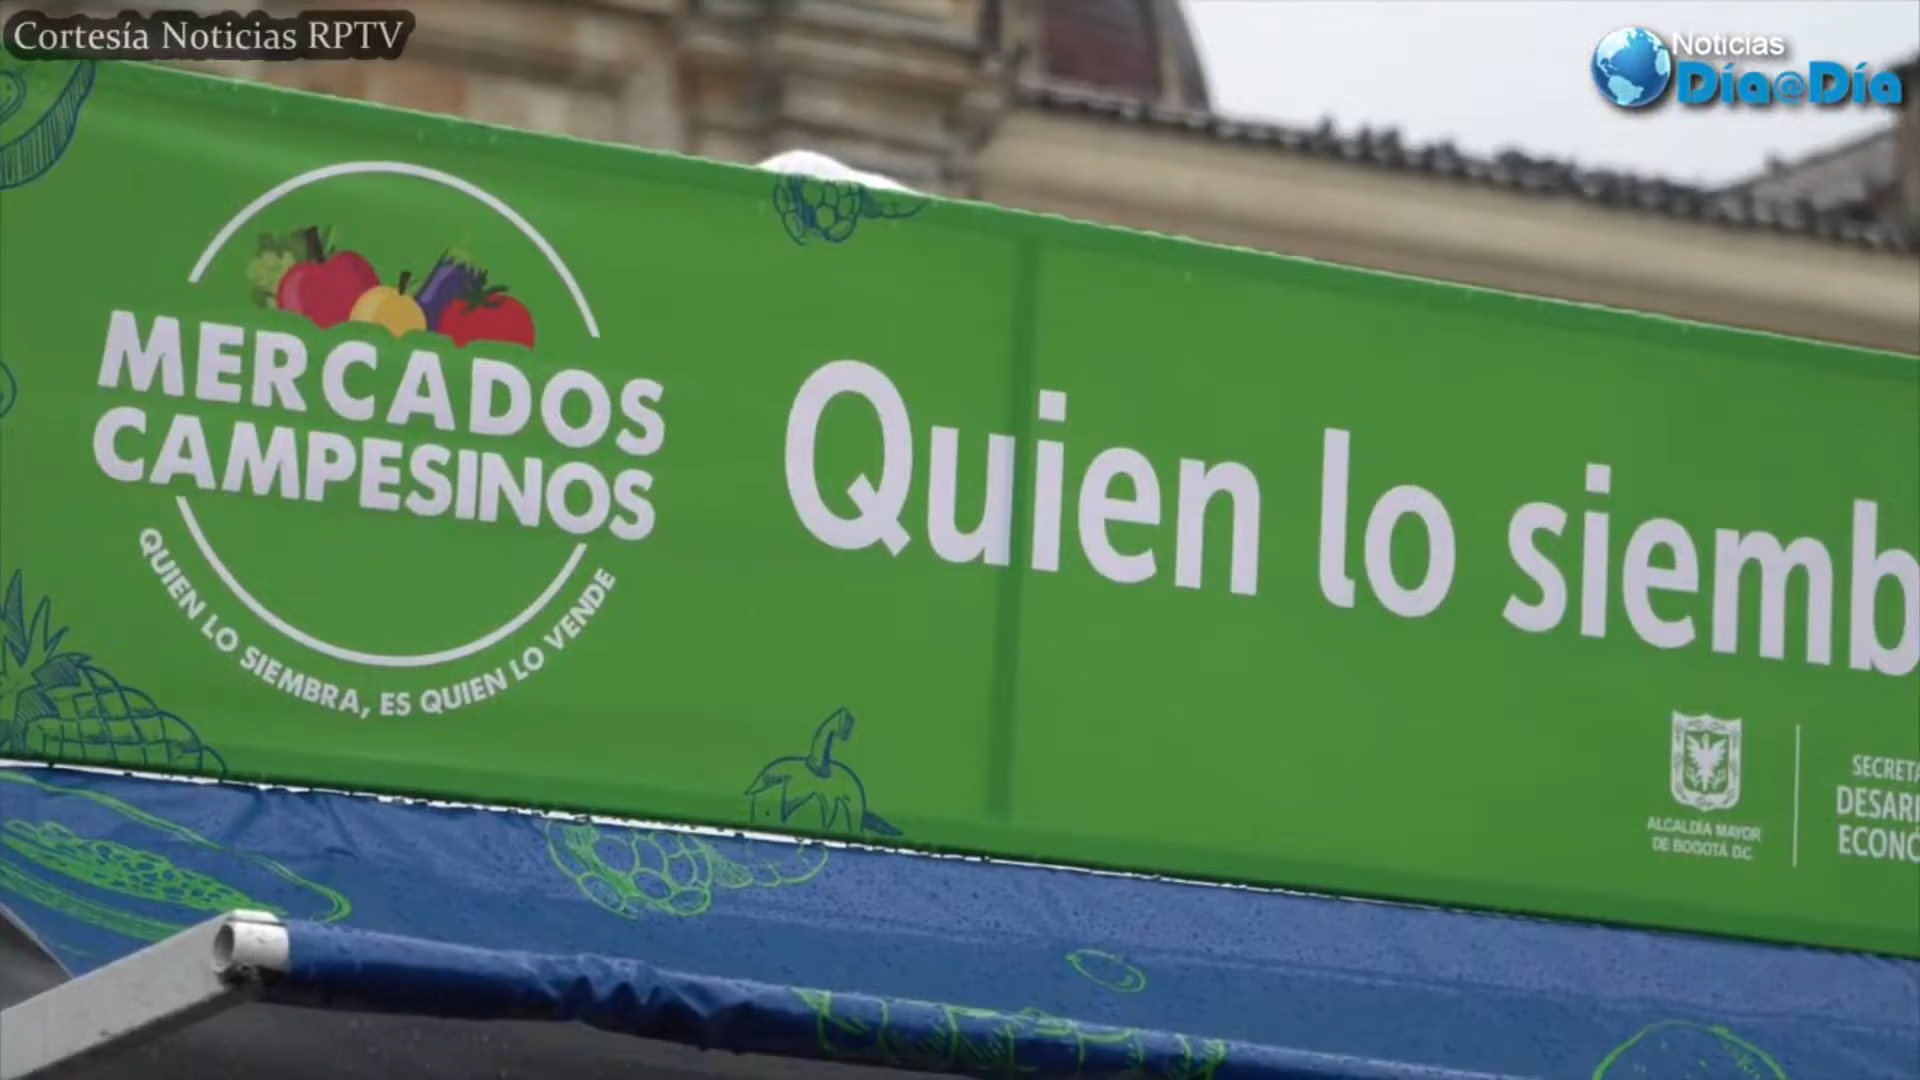 Cortesía Noticias RPTV
Noticias
Día@Día
MERCADOS
CAMPESINOS
QUIEN LO SIEMBRA, ES QUIEN LO VENDE
Quien lo siemb
ALCALDÍA MAYOR
DE BOGOTÁ D.C.
SECRETA
DESARR
ECONÓ